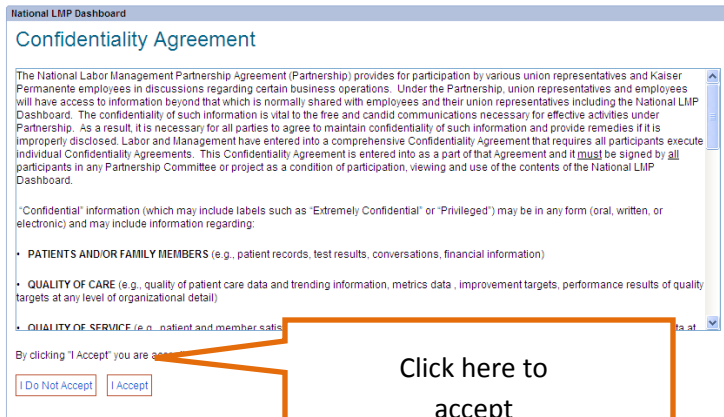 National LMP Dashboard
Confidentiality Agreement
The National Labor Management Partnership Agreement (Partnership) provides for participation by various union representatives and Kaiser
Permanente employees in discussions regarding certain business operations. Under the Partnership, union representatives and employees
will have access to information beyond that which is normally shared with employees and their union representatives including the National LMP
Dashboard. The confidentiality of such information is vital to the free and candid communications necessary for effective activities under
Partnership. As a result, it is necessary for all parties to agree to maintain confidentiality of such information and provide remedies if it is
improperly disclosed. Labor and Management have entered into a comprehensive Confidentiality Agreement that requires all participants execute
individual Confidentiality Agreements. This Confidentiality Agreement is entered into as a part of that Agreement and it must be signed by all
participants in any Partnership Committee or project as a condition of participation, viewing and use of the contents of the National LMP
Dashboard.
“Confidential” information (which may include labels such as “Extremely Confidential” or “Privileged”) may be in any form (oral, written, or
electronic) and may include information regarding:
• PATIENTS AND/OR FAMILY MEMBERS (e.g., patient records, test results, conversations, financial information)
• QUALITY OF CARE (e.g., quality of patient care data and trending information, metrics data , improvement targets, performance results of quality
targets at any level of organizational detail)
• QUALITY OF SERVICE (e.g., patient and member at
By clicking "I Accept" you are
I Do Not Accept I Accept
Click here to
accept